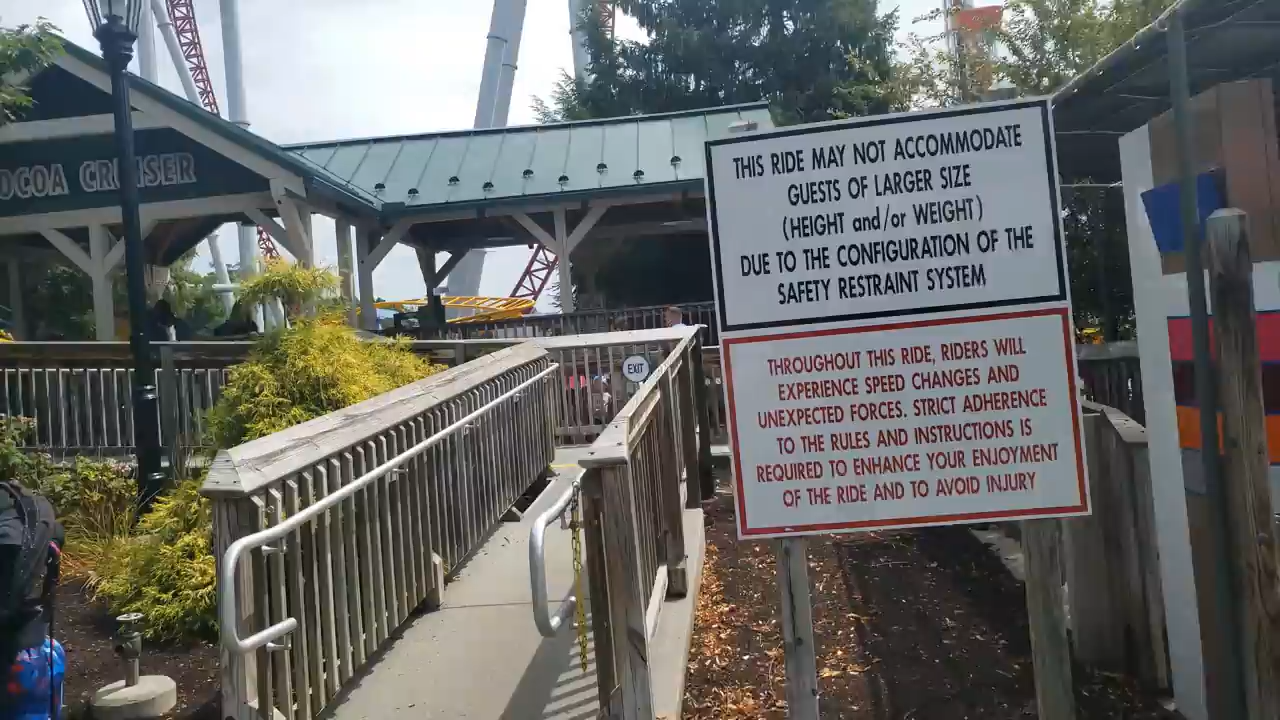 OCOA CRUISER
EXIT
THIS RIDE MAY NOT ACCOMMODATE
GUESTS OF LARGER SIZE
(HEIGHT and/or WEIGHT)
DUE TO THE CONFIGURATION OF THE
SAFETY RESTRAINT SYSTEM
THROUGHOUT THIS RIDE, RIDERS WILL
EXPERIENCE SPEED CHANGES AND
UNEXPECTED FORCES. STRICT ADHERENCE
TO THE RULES AND INSTRUCTIONS IS
REQUIRED TO ENHANCE YOUR ENJOYMENT
OF THE RIDE AND TO AVOID INJURY